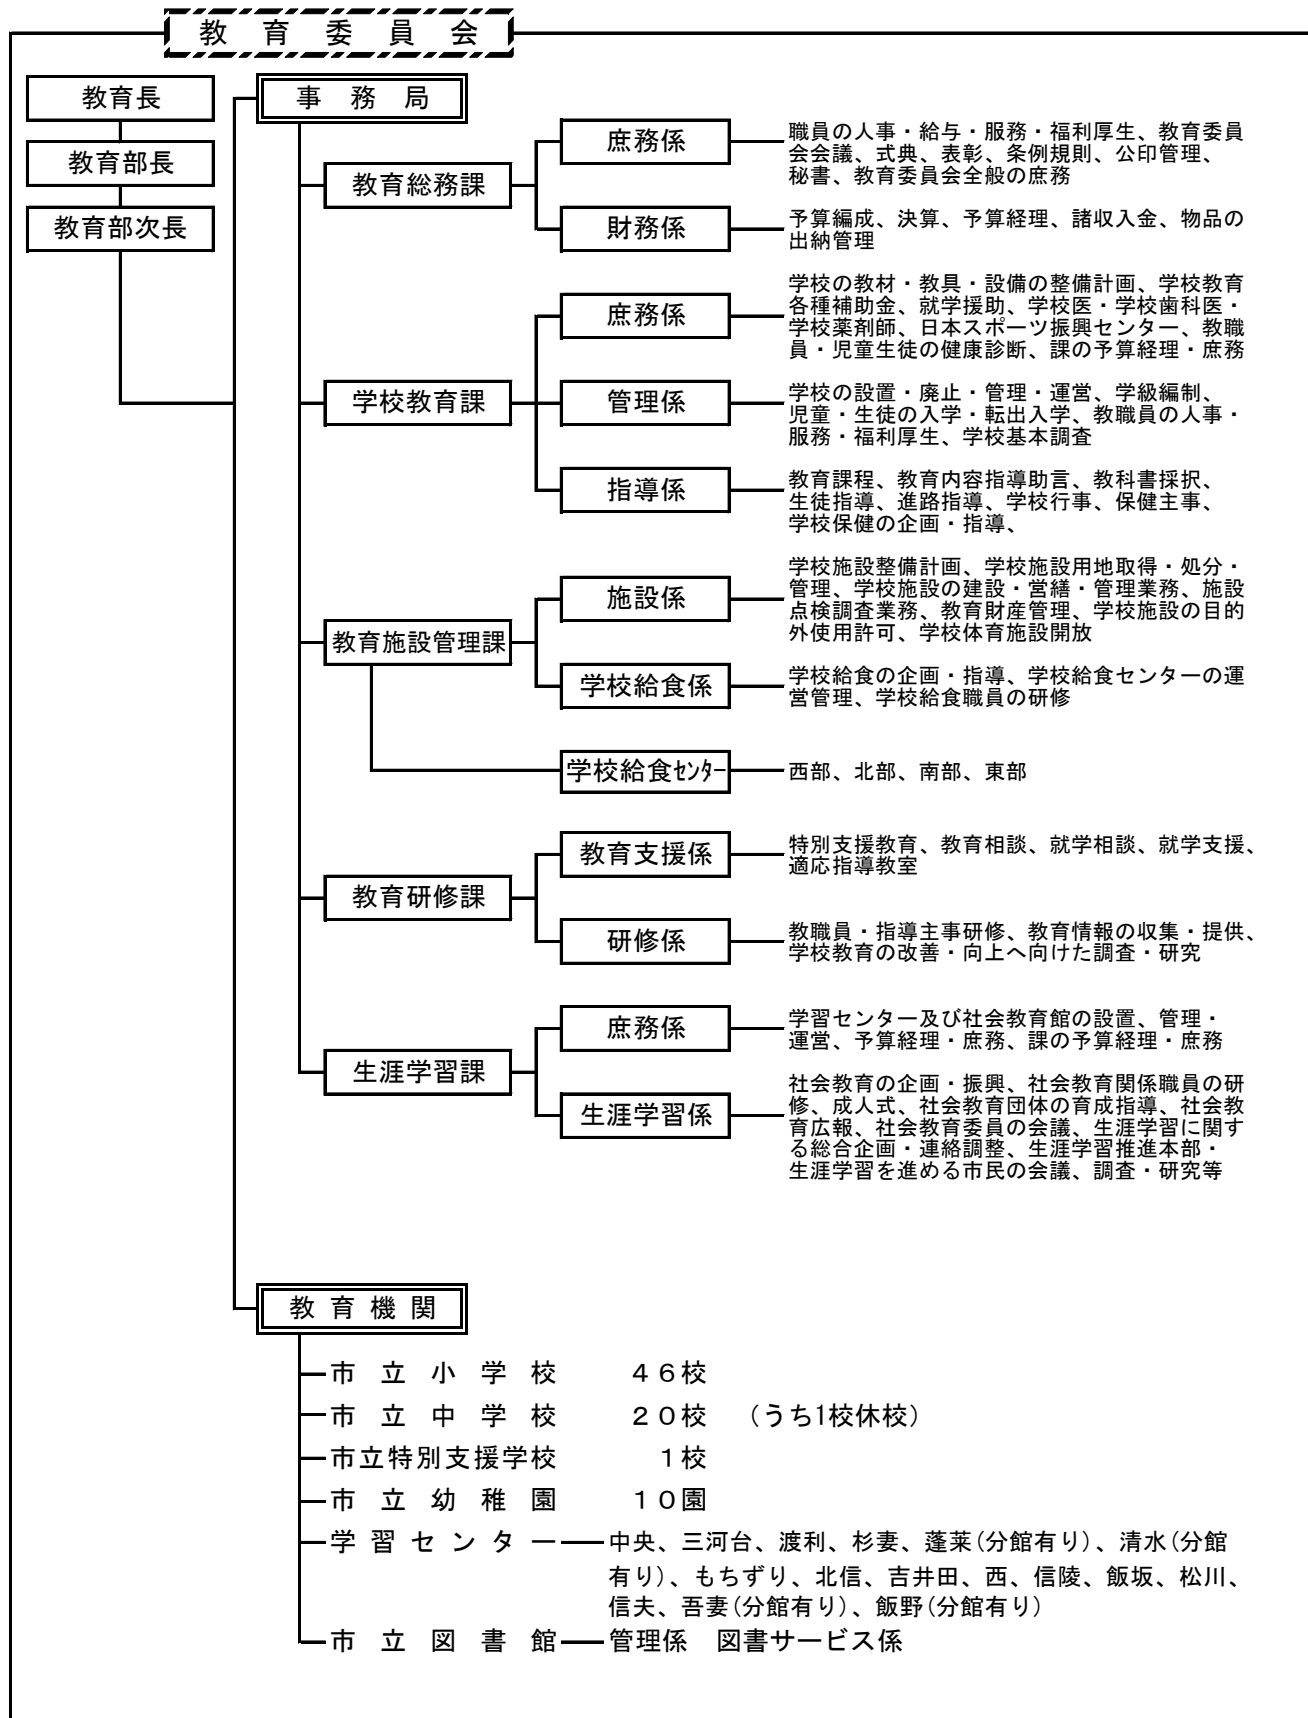 教育委員会
教育長
教育部長
教育部次長
事務局
教育総務課
庶務係
職員の人事・給与・服務・福利厚生、教育委員
会会議、式典、表彰、条例規則、公印管理、
秘書、教育委員会全般の庶務
財務係
予算編成、決算、予算経理、諸収入金、物品の
出納管理
学校教育課
庶務係
学校の教材・教具・設備の整備計画、学校教育
各種補助金、就学援助、学校医・学校歯科医・
学校薬剤師、日本スポーツ振興センター、教職
員・児童生徒の健康診断、課の予算経理・庶務
管理係
学校の設置・廃止・管理・運営、学級編制、
児童・生徒の入学・転出入学、教職員の人事・
服務・福利厚生、学校基本調査
指導係
教育課程、教育内容指導助言、教科書採択、
生徒指導、進路指導、学校行事、保健主事、
学校保健の企画・指導、
教育施設管理課
施設係
学校施設整備計画、学校施設用地取得・処分・
管理、学校施設の建設・営繕・管理業務、施設
点検調査業務、教育財産管理、学校施設の目的
外使用許可、学校体育施設開放
学校給食係
学校給食の企画・指導、学校給食センターの運
営管理、学校給食職員の研修
学校給食ｾﾝﾀｰ
西部、北部、南部、東部
教育研修課
教育支援係
特別支援教育、教育相談、就学相談、就学支援、
適応指導教室
研修係
教職員・指導主事研修、教育情報の収集・提供、
学校教育の改善・向上へ向けた調査・研究
生涯学習課
庶務係
学習センター及び社会教育館の設置、管理・
運営、予算経理・庶務、課の予算経理・庶務
生涯学習係
社会教育の企画・振興、社会教育関係職員の研
修、成人式、社会教育団体の育成指導、社会教
育広報、社会教育委員の会議、生涯学習に関す
る総合企画・連絡調整、生涯学習推進本部・
生涯学習を進める市民の会議、調査・研究等
教育機関
市立小学校 ４６校
市立中学校 ２０校 （うち1校休校）
市立特別支援学校 １校
市立幼稚園 １０園
学習センター 中央、三河台、渡利、杉妻、蓬莱(分館有り)、清水(分館
有り)、もちずり、北信、吉井田、西、信陵、飯坂、松川、
信夫、吾妻(分館有り)、飯野(分館有り)
市立図書館 管理係 図書サービス係